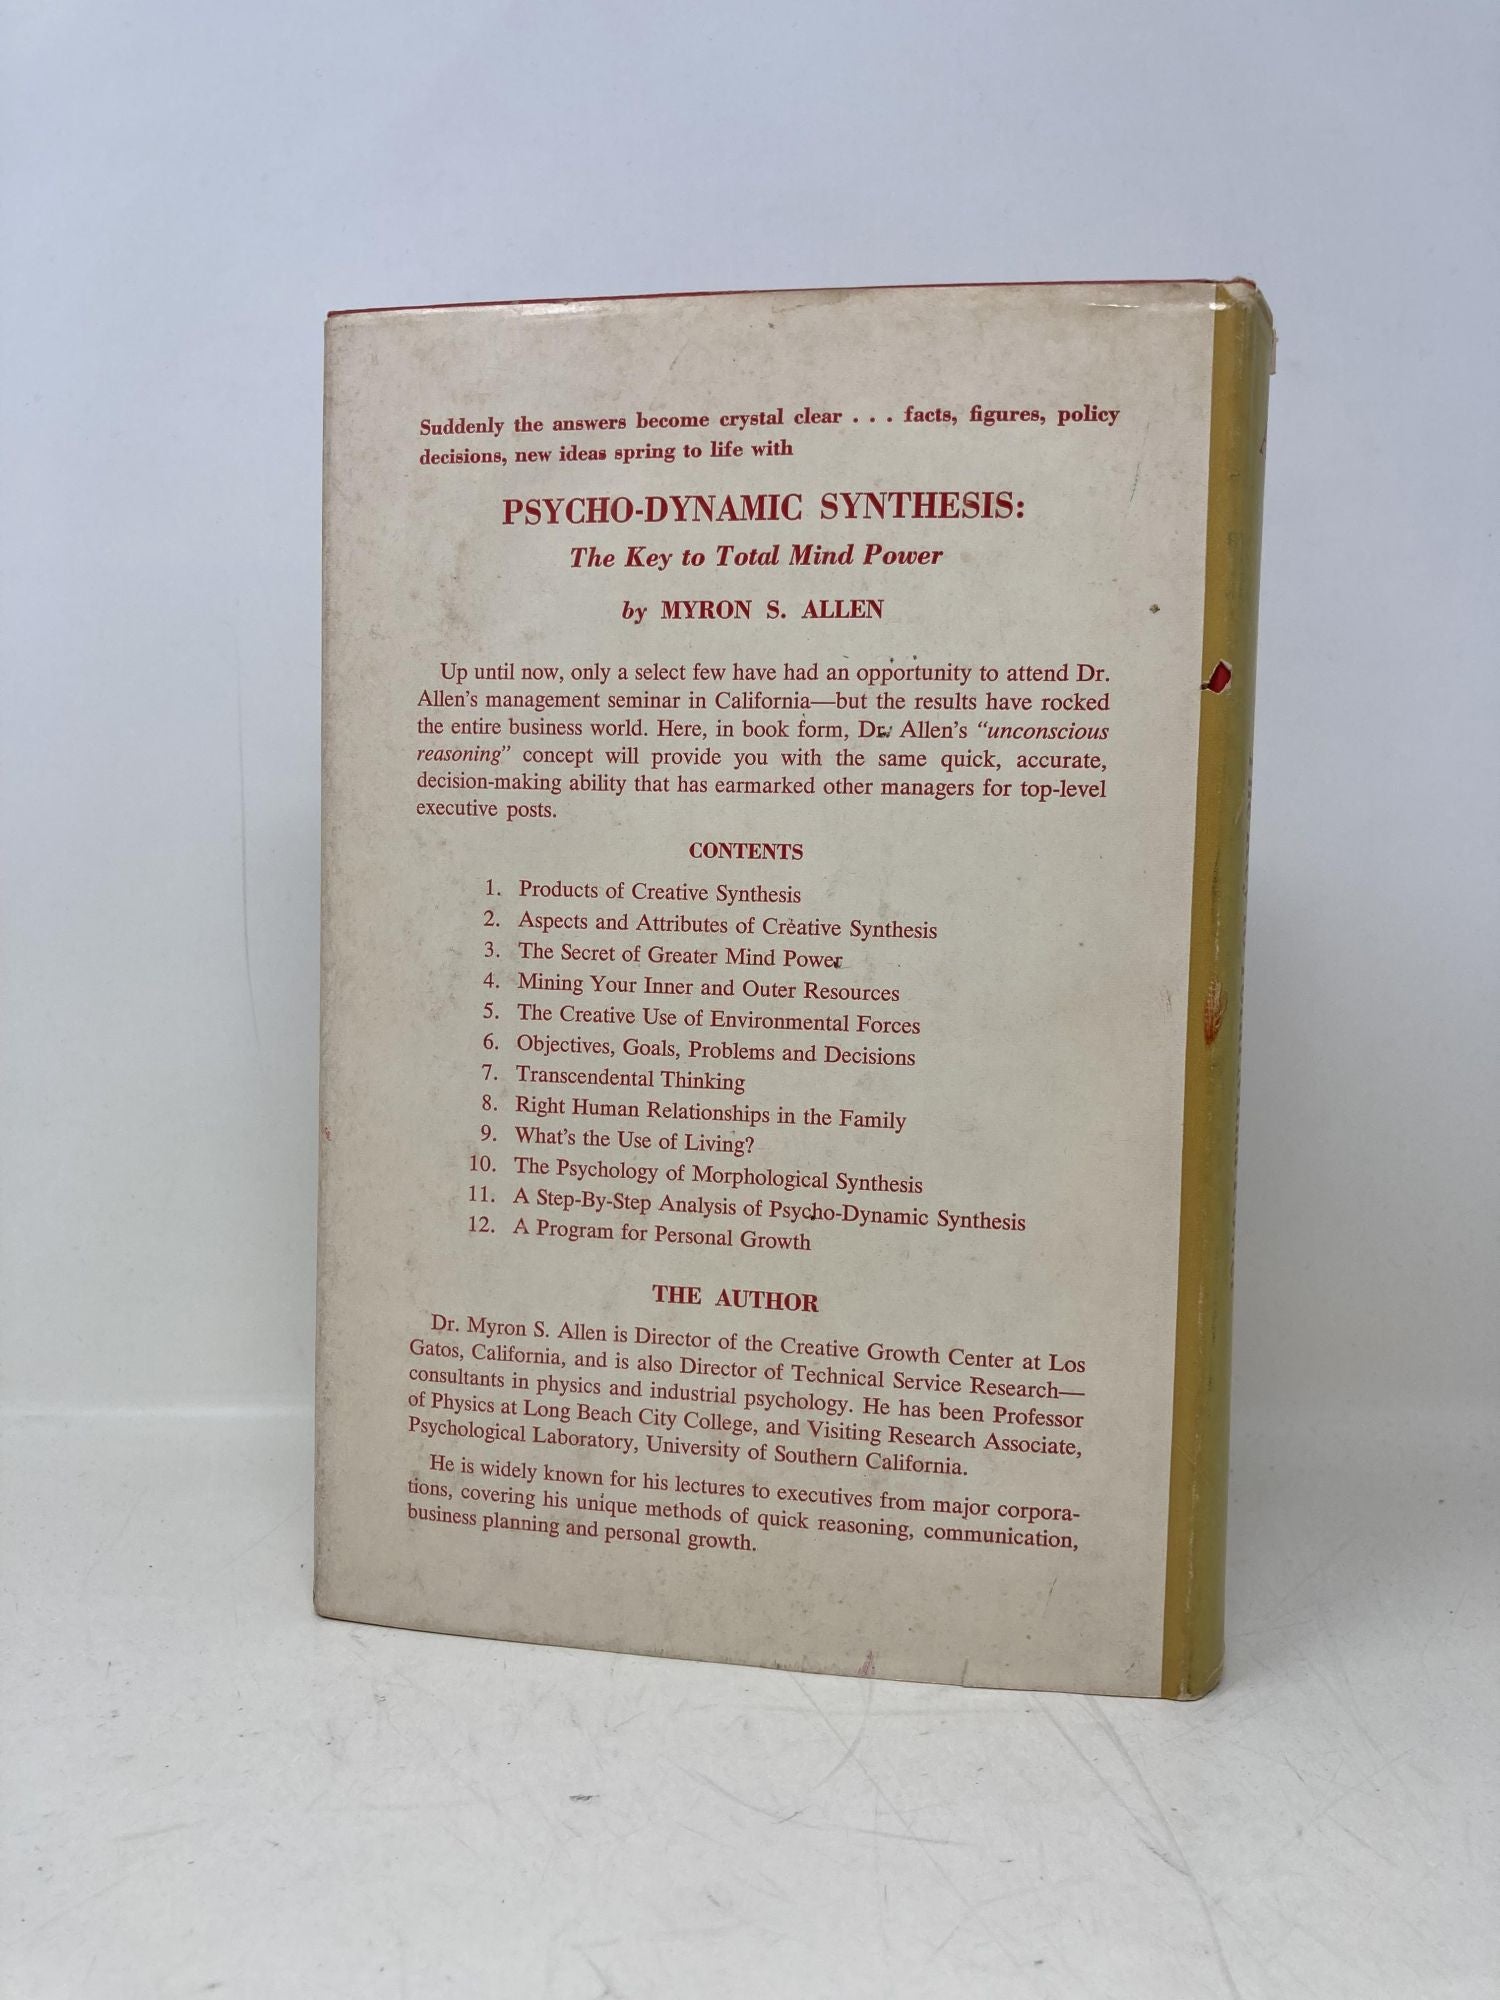 Suddenly the answers become crystal clear . . . facts, figures, policy
decisions, new ideas spring to life with
PSYCHO-DYNAMIC SYNTHESIS:
The Key to Total Mind Power
by MYRON S. ALLEN
Up until now, only a select few have had an opportunity to attend Dr.
Allen's management seminar in California—but the results have rocked
the entire business world. Here, in book form, Dr. Allen's "unconscious
reasoning" concept will provide you with the same quick, accurate,
decision-making ability that has earmarked other managers for top-level
executive posts.
CONTENTS
1. Products of Creative Synthesis
2. Aspects and Attributes of Creative Synthesis
3. The Secret of Greater Mind Power
4. Mining Your Inner and Outer Resources
5. The Creative Use of Environmental Forces
6. Objectives, Goals, Problems and Decisions
7. Transcendental Thinking
8. Right Human Relationships in the Family
9. What's the Use of Living?
10. The Psychology of Morphological Synthesis
11. A Step-By-Step Analysis of Psycho-Dynamic Synthesis
12. A Program for Personal Growth
THE AUTHOR
Dr. Myron S. Allen is Director of the Creative Growth Center at Los
Gatos, California, and is also Director of Technical Service Research—
consultants in physics and industrial psychology. He has been Professor
of Physics at Long Beach City College, and Visiting Research Associate,
Psychological Laboratory, University of Southern California.
He is widely known for his lectures to executives from major corpora-
tions, covering his unique methods of quick reasoning, communication,
business planning and personal growth.